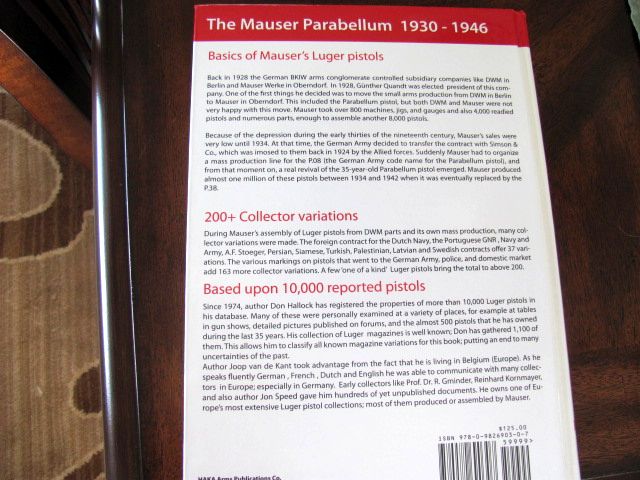 The Mauser Parabellum 1930 - 1946
Basics of Mauser's Luger pistols
Back in 1928 the German BKIW arms conglomerate controlled subsidiary companies like DWM in
Berlin and Mauser Werke in Oberndorf. In 1928, Günther Quandt was elected president of this com-
pany. One of the first things he decided was to move the small arms production from DWM in Berlin
to Mauser in Oberndorf. This included the Parabellum pistol, but both DWM and Mauser were not
very happy with this move. Mauser took over 800 machines, jigs, and gauges and also 4,000 readied
pistols and numerous parts, enough to assemble another 8,000 pistols.
Because of the depression during the early thirties of the nineteenth century, Mauser's sales were
very low until 1934. At that time, the German Army decided to transfer the contract with Simson &
Co., which was imosed to them back in 1924 by the Allied forces. Suddenly Mauser had to organize
a mass production line for the P.08 (the German Army code name for the Parabellum pistol), and
from that moment on, a real revival of the 35-year-old Parabellum pistol emerged. Mauser produced
almost one million of these pistols between 1934 and 1942 when it was eventually replaced by the
P.38.
200+ Collector variations
During Mauser's assembly of Luger pistols from DWM parts and its own mass production, many col-
lector variations were made. The foreign contract for the Dutch Navy, the Portuguese GNR , Navy and
Army, A.F. Stoeger, Persian, Siamese, Turkish, Palestinian, Latvian and Swedish contracts offer 37 vari-
ations. The various markings on pistols that went to the German Army, police, and domestic market
add 163 more collector variations. A few 'one of a kind' Luger pistols bring the total to above 200.
Based upon 10,000 reported pistols
Since 1974, author Don Hallock has registered the properties of more than 10,000 Luger pistols in
his database. Many of these were personally examined at a variety of places, for example at tables
in gun shows, detailed pictures published on forums, and the almost 500 pistols that he has owned
during the last 35 years. His collection of Luger magazines is well known; Don has gathered 1,100 of
them. This allows him to classify all known magazine variations for this book; putting an end to many
uncertainties of the past.
Author Joop van de Kant took advantage from the fact that he is living in Belgium (Europe). As he
speaks fluently German , French , Dutch and English he was able to communicate with many collec-
tors in Europe; especially in Germany. Early collectors like Prof. Dr. R. Gminder, Reinhard Kornmayer,
and also author Jon Speed gave him hundreds of yet unpublished documents. He owns one of Eu-
rope's most extensive Luger pistol collections; most of them produced or assembled by Mauser.
$125.00
ISBN 978-0-9826903-0-7
59999>
HAKA Arms Publications Co.